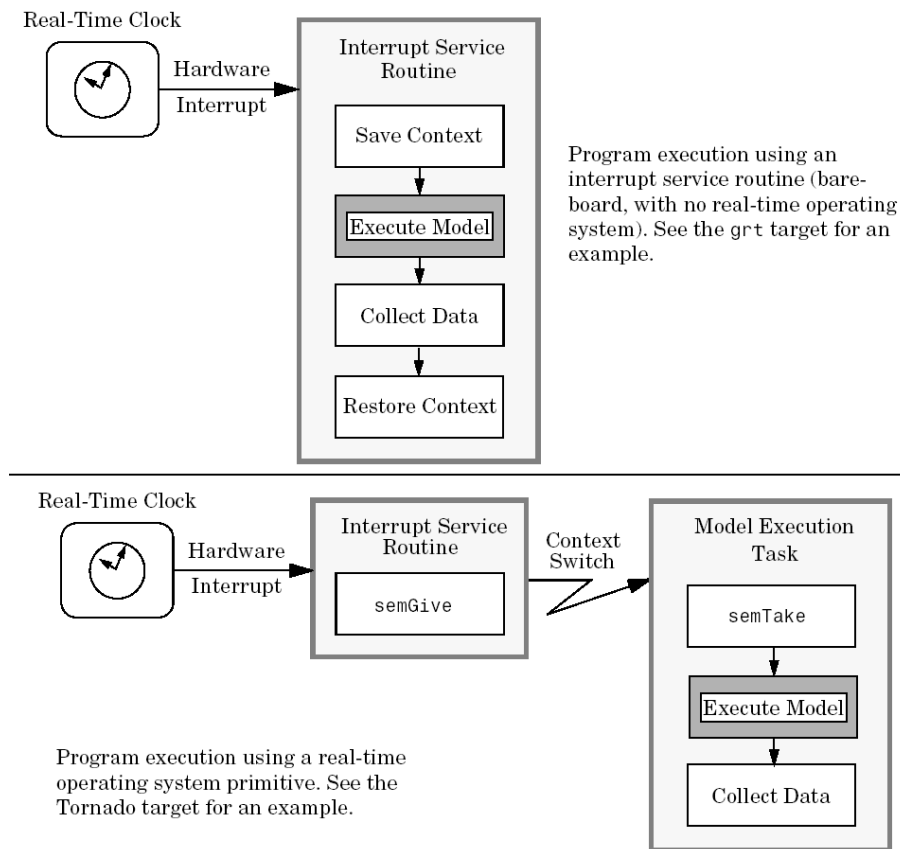 Real-Time Clock
Hardware
Interrupt
Interrupt Service
Routine
Save Context
Execute Model
Collect Data
Restore Context
Program execution using an
interrupt service routine (bare-
board, with no real-time operating
system). See the grt target for an
example.
Real-Time Clock
Hardware
Interrupt
Interrupt Service
Routine
semGive
Context
Switch
Model Execution
Task
semTake
Execute Model
Collect Data
Program execution using a real-time
operating system primitive. See the
Tornado target for an example.